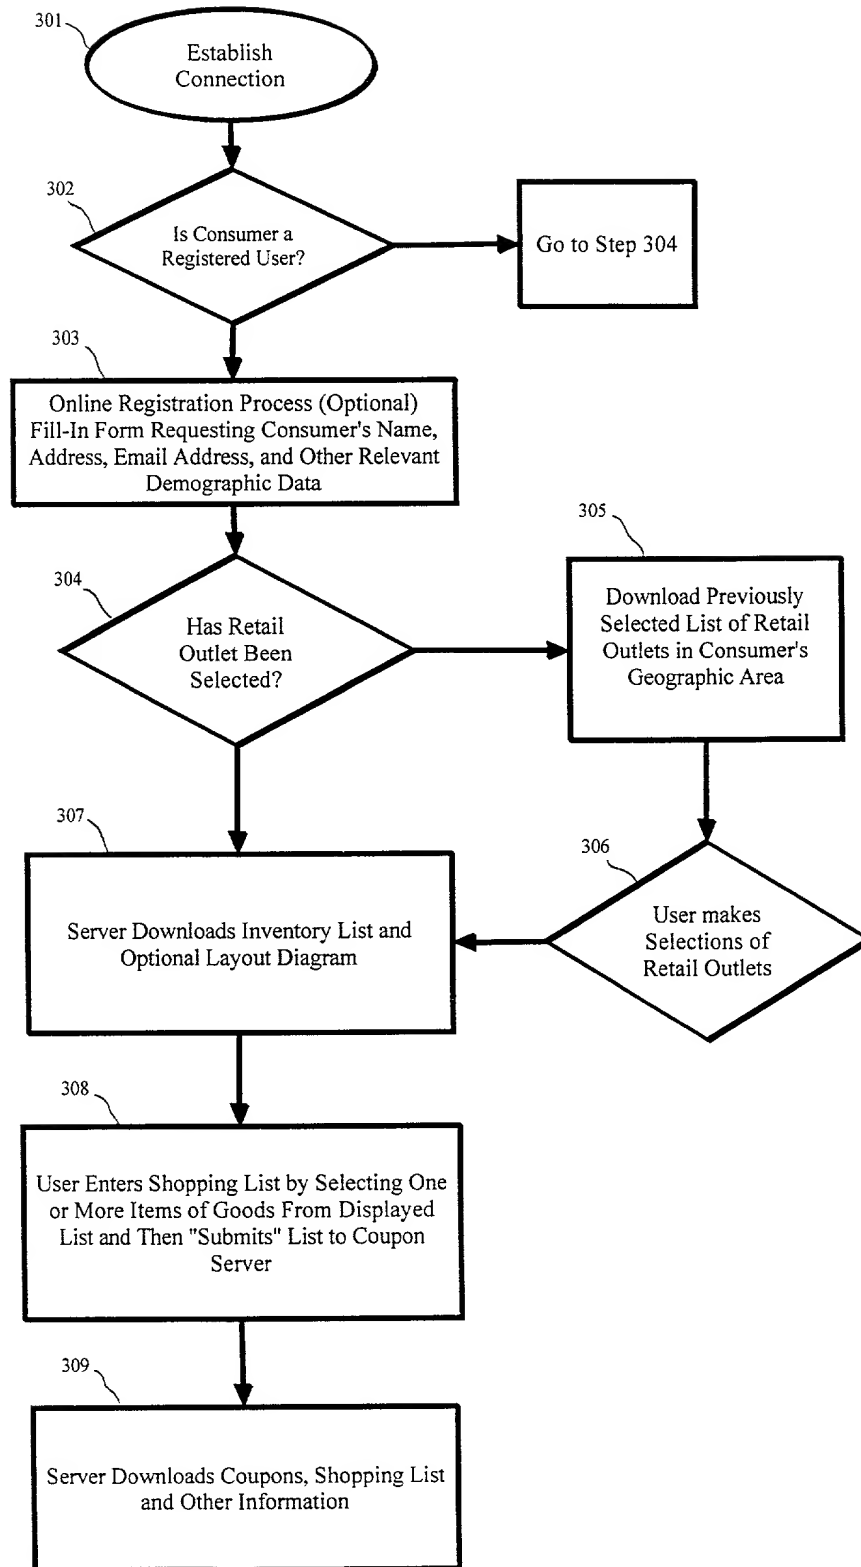 301
Establish
Connection
302
Is Consumer a
Registered User?
Go to Step 304
303
Online Registration Process (Optional)
Fill-In Form Requesting Consumer's Name,
Address, Email Address, and Other Relevant
Demographic Data
304
Has Retail
Outlet Been
Selected?
305
Download Previously
Selected List of Retail
Outlets in Consumer's
Geographic Area
306
User makes
Selections of
Retail Outlets
307
Server Downloads Inventory List and
Optional Layout Diagram
308
User Enters Shopping List by Selecting One
or More Items of Goods From Displayed
List and Then "Submits" List to Coupon
Server
309
Server Downloads Coupons, Shopping List
and Other Information